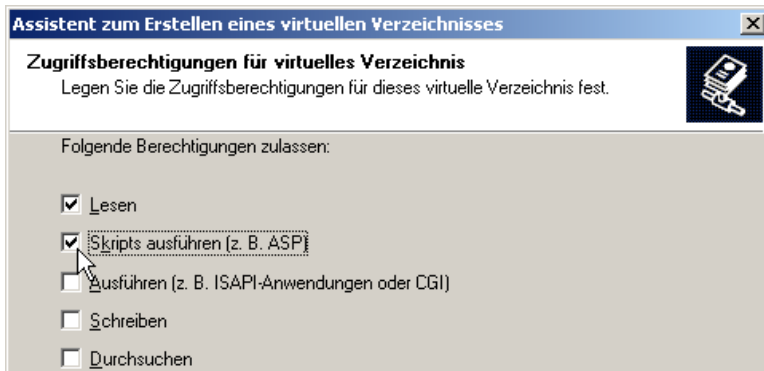 Assistent zum Erstellen eines virtuellen Verzeichnisses
Zugriffsberechtigungen für virtuelles Verzeichnis
Legen Sie die Zugriffsberechtigungen für dieses virtuelle Verzeichnis fest.
Folgende Berechtigungen zulassen:
Lesen
Skripts ausführen (z. B. ASP)
Ausführen (z. B. ISAPI-Anwendungen oder CGI)
Schreiben
Durchsuchen